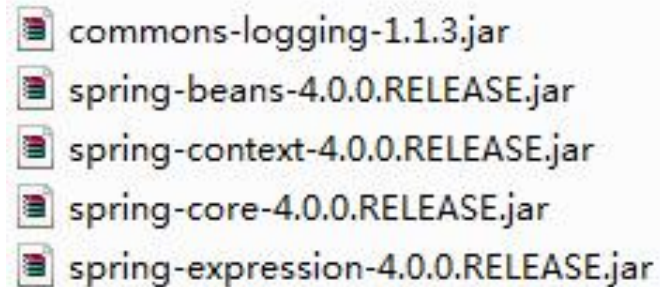 commons-logging-1.1.3.jar
spring-beans-4.0.0.RELEASE.jar
spring-context-4.0.0.RELEASE.jar
spring-core-4.0.0.RELEASE.jar
spring-expression-4.0.0.RELEASE.jar